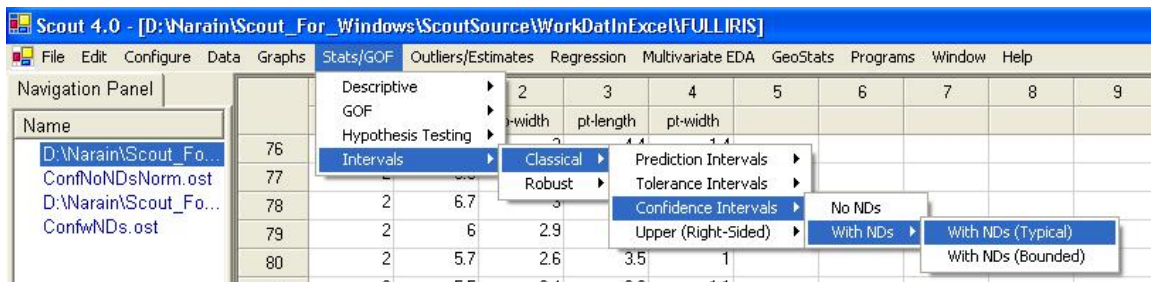 Scout 4.0 - [D:\Narain\Scout_For_Windows\ScoutSource\WorkDatInExcel\FULLIRIS]
File Edit Configure Data Graphs Stats/GOF Outliers/Estimates Regression Multivariate EDA GeoStats Programs Window Help
Navigation Panel
Name
D:\Narain\Scout_Fo...
ConfNoNDsNorm.ost
D:\Narain\Scout_Fo...
ConfwNDs.ost
Descriptive
GOF
Hypothesis Testing
Intervals
Classical
Robust
Prediction Intervals
Tolerance Intervals
Confidence Intervals
Upper (Right-Sided)
No NDs
With NDs
With NDs (Typical)
With NDs (Bounded)
2 3 4 5 6 7 8 9
-width pt-length pt-width
76
77
78 2 6.7 3
79 2 6 2.9
80 2 5.7 2.6 3.5 1